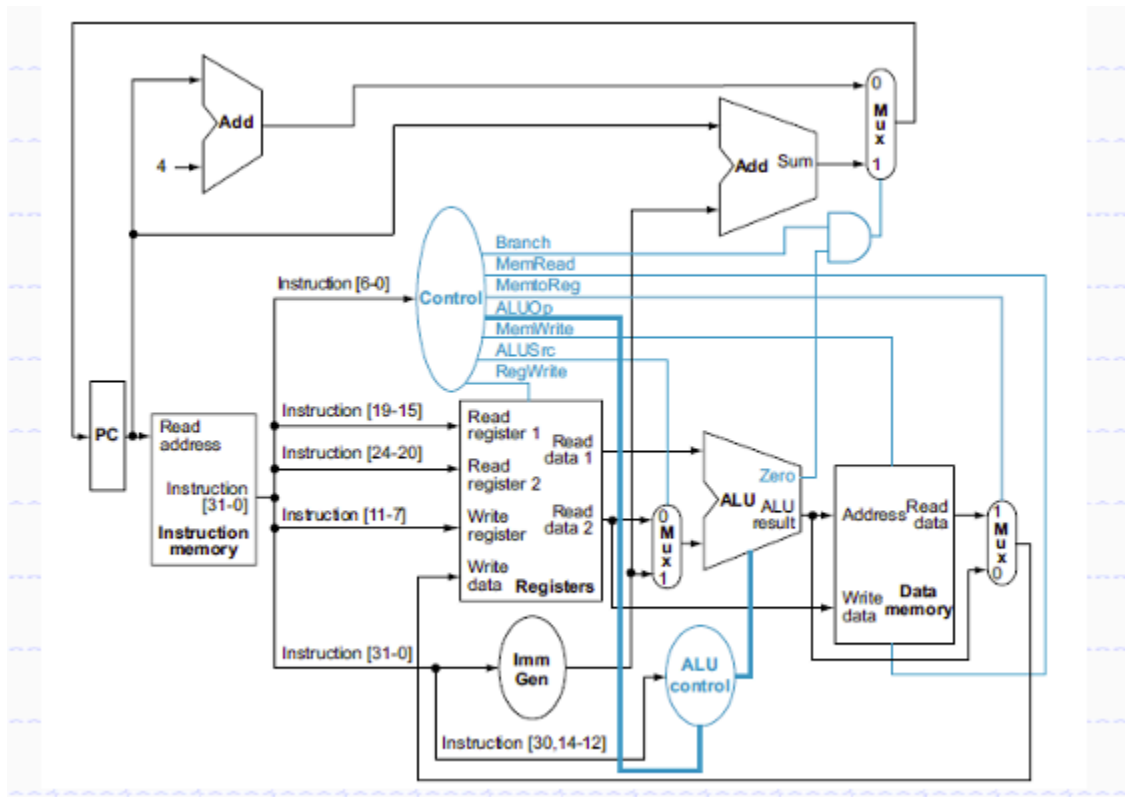 Add
4
Add Sum
0
Mux
1
Branch
MemRead
MemtoReg
ALUOp
MemWrite
ALUSrc
RegWrite
Control
Instruction [6-0]
PC
Read
address
Instruction
[31-0]
Instruction
memory
Instruction [19-15]
Instruction [24-20]
Instruction [11-7]
Instruction [31-0]
Instruction [30,14-12]
Read
register 1
Read
register 2
Write
register
Write
data
Read
data 1
Read
data 2
Registers
Imm
Gen
0
Mux
1
Zero
ALU
ALU
result
ALU
control
Address
Read
data
Write
data
Data
memory
1
Mux
0